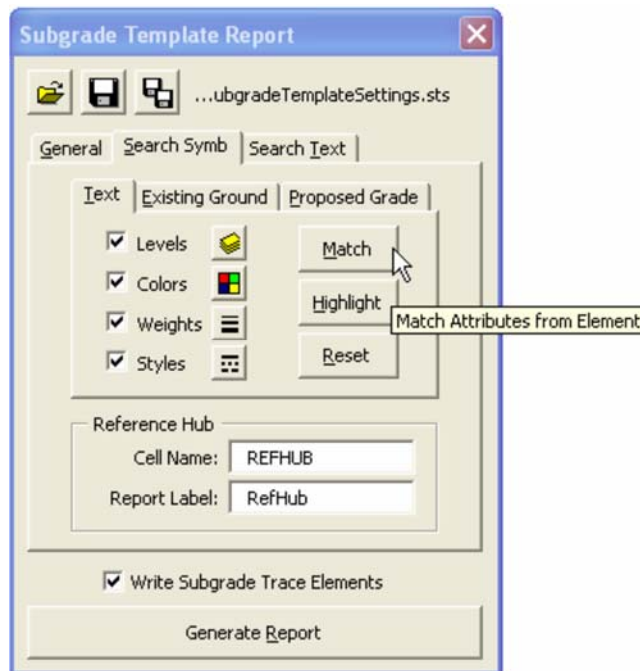 Subgrade Template Report
...ubgradeTemplateSettings.sts
General Search Symb Search Text
Text Existing Ground Proposed Grade
Levels Match
Colors
Highlight
Match Attributes from Element
Weights
Styles Reset
Reference Hub
Cell Name: REFHUB
Report Label: RefHub
Write Subgrade Trace Elements
Generate Report